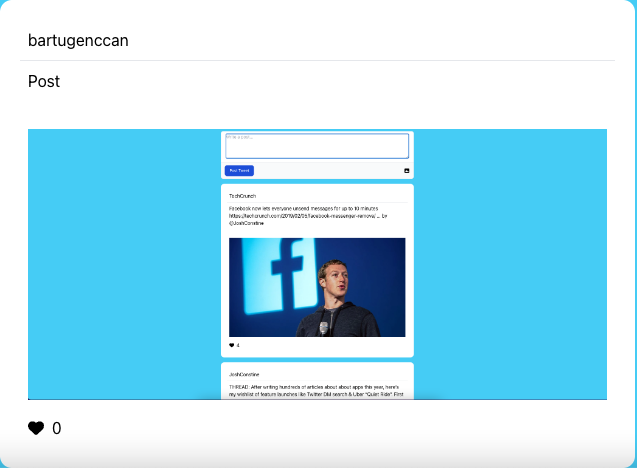 bartugenccan
Post
Write a post...
Post Tweet
TechCrunch
Facebook now lets everyone unsend messages for up to 10 minutes
https://techcrunch.com/2019/02/05/facebook-messenger-remove/ ... by
@JoshConstine
f
4
JoshConstine
THREAD: After writing hundreds of articles about about apps this year, here's
my wishlist of feature launches like Twitter DM search & Uber "Quiet Ride". First
0